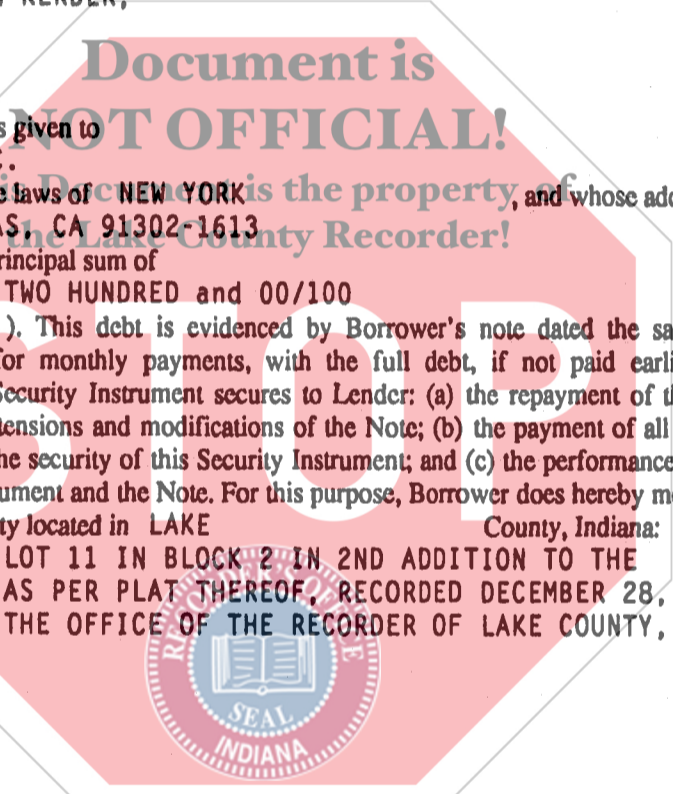 Document is
NOT OFFICIAL!
s given to
This Document is the property of
e laws of NEW YORK , and whose add
the Lake County Recorder!
AS, CA 91302-1613
rincipal sum of
TWO HUNDRED and 00/100
). This debt is evidenced by Borrower's note dated the sa
for monthly payments, with the full debt, if not paid earli
Security Instrument secures to Lender: (a) the repayment of th
tensions and modifications of the Note; (b) the payment of all
he security of this Security Instrument; and (c) the performance
ument and the Note. For this purpose, Borrower does hereby mo
ty located in LAKE County, Indiana:
LOT 11 IN BLOCK 2 IN 2ND ADDITION TO THE
AS PER PLAT THEREOF, RECORDED DECEMBER 28,
THE OFFICE OF THE RECORDER OF LAKE COUNTY,
STOP!
RECORDER'S OFFICE
SEAL
INDIANA